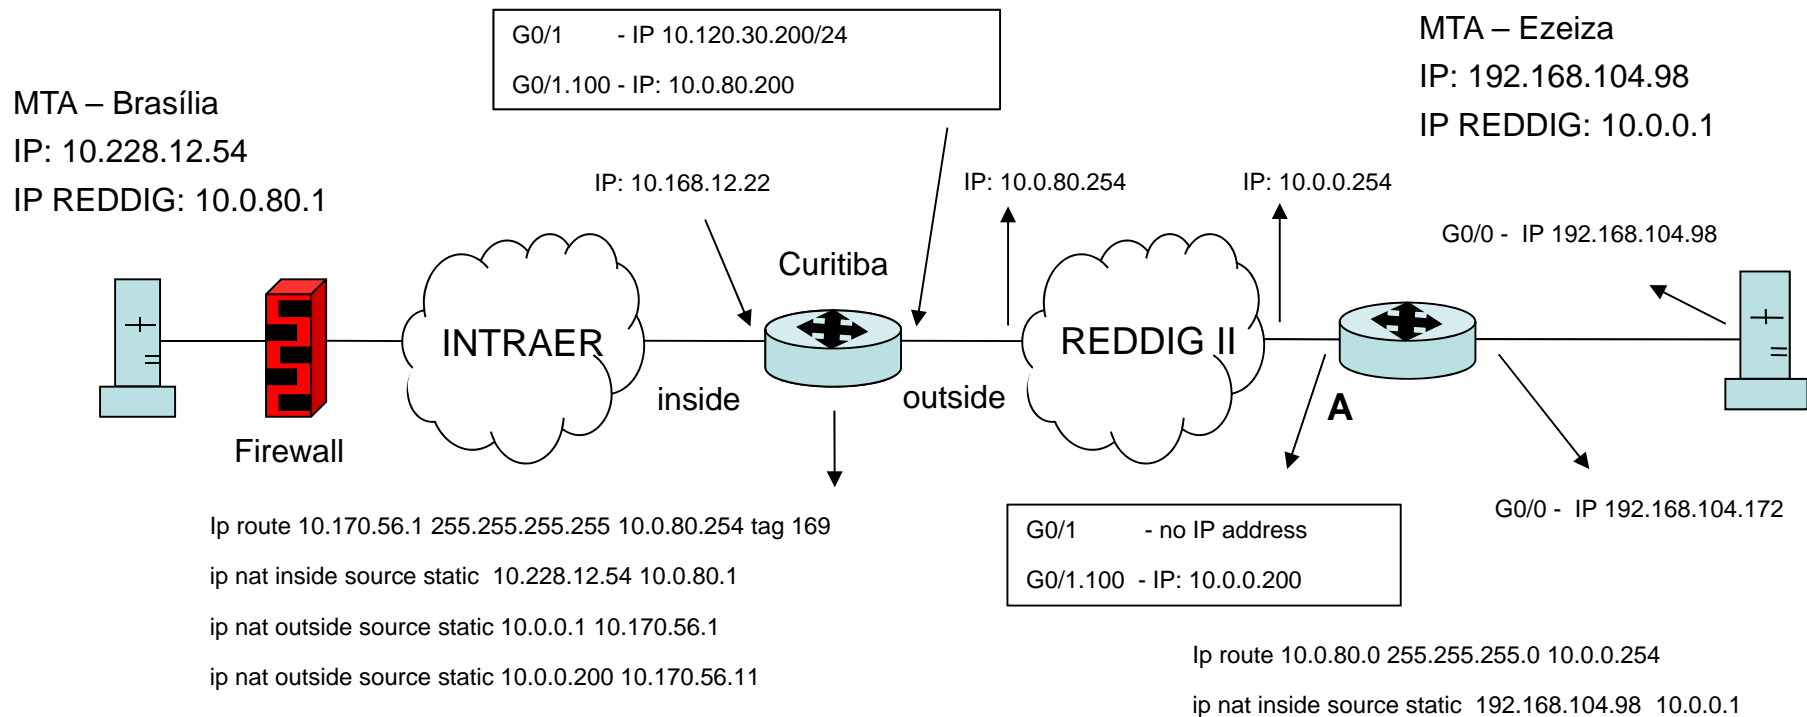 G0/1 - IP 10.120.30.200/24
G0/1.100 - IP: 10.0.80.200
MTA – Ezeiza
IP: 192.168.104.98
IP REDDIG: 10.0.0.1
MTA – Brasília
IP: 10.228.12.54
IP REDDIG: 10.0.80.1
IP: 10.168.12.22
IP: 10.0.80.254
IP: 10.0.0.254
G0/0 - IP 192.168.104.98
Curitiba
INTRAER
REDDIG II
inside
outside
A
Firewall
G0/0 - IP 192.168.104.172
G0/1 - no IP address
G0/1.100 - IP: 10.0.0.200
Ip route 10.170.56.1 255.255.255.255 10.0.80.254 tag 169
ip nat inside source static 10.228.12.54 10.0.80.1
ip nat outside source static 10.0.0.1 10.170.56.1
ip nat outside source static 10.0.0.200 10.170.56.11
Ip route 10.0.80.0 255.255.255.0 10.0.0.254
ip nat inside source static 192.168.104.98 10.0.0.1